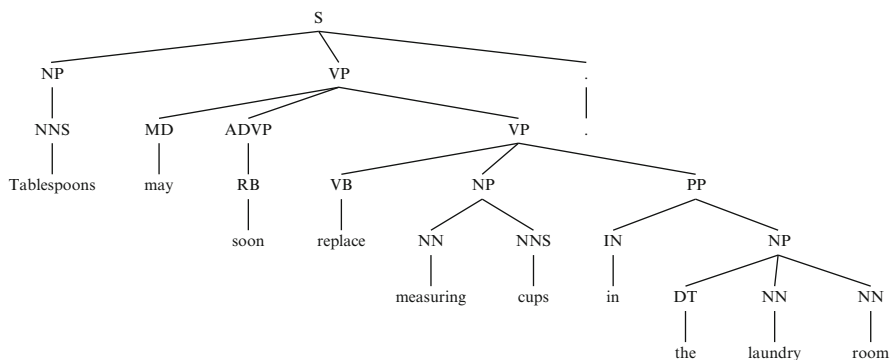 S
NP VP .
NNS MD ADVP VP .
Tablespoons may RB VB NP PP
soon replace NN NNS IN NP
measuring cups in DT NN NN
the laundry room